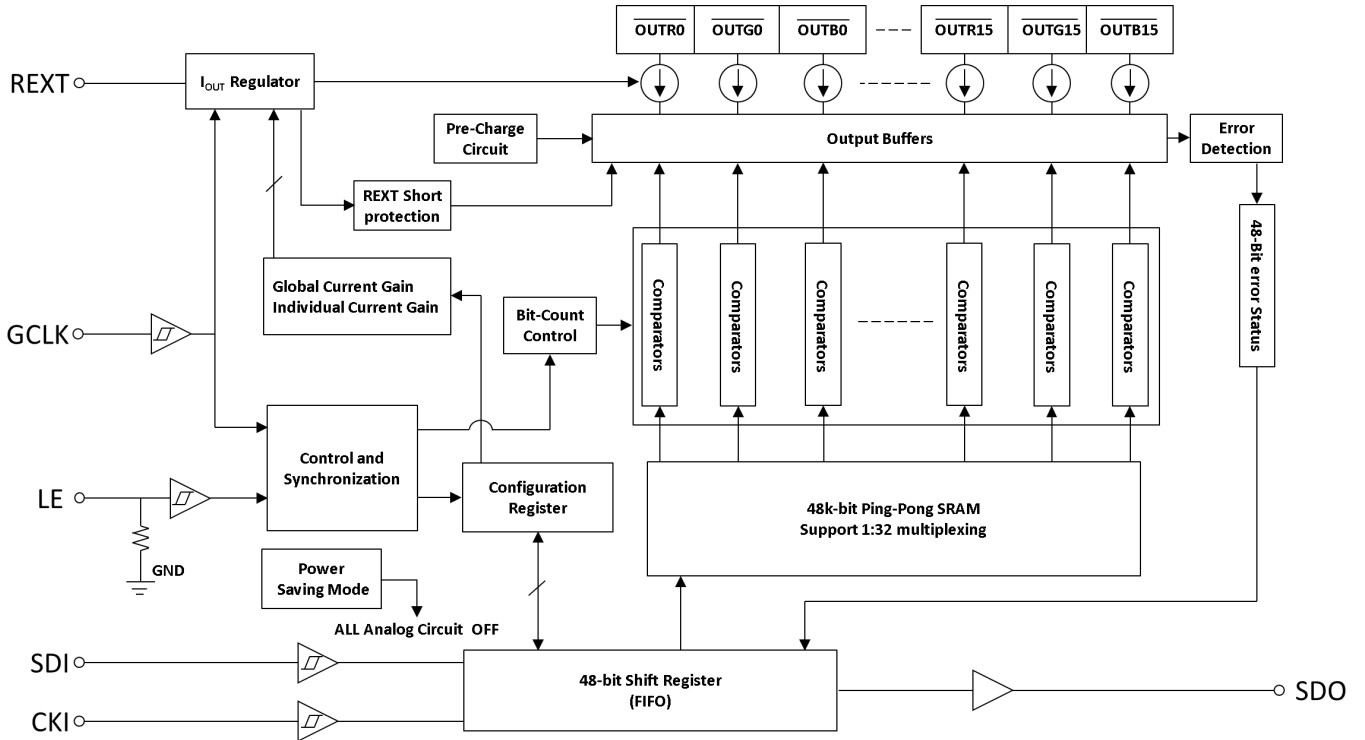 OUTR0 OUTG0 OUTB0 OUTR15 OUTG15 OUTB15
REXT
IOUT Regulator
Pre-Charge
Circuit
Output Buffers
Error
Detection
REXT Short
protection
48-Bit error Status
Global Current Gain
Individual Current Gain
Bit-Count
Control
Comparators
Comparators
Comparators
Comparators
Comparators
Comparators
GCLK
Control and
Synchronization
LE
Configuration
Register
48k-bit Ping-Pong SRAM
Support 1:32 multiplexing
GND
Power
Saving Mode
ALL Analog Circuit OFF
SDI
48-bit Shift Register
(FIFO)
SDO
CKI